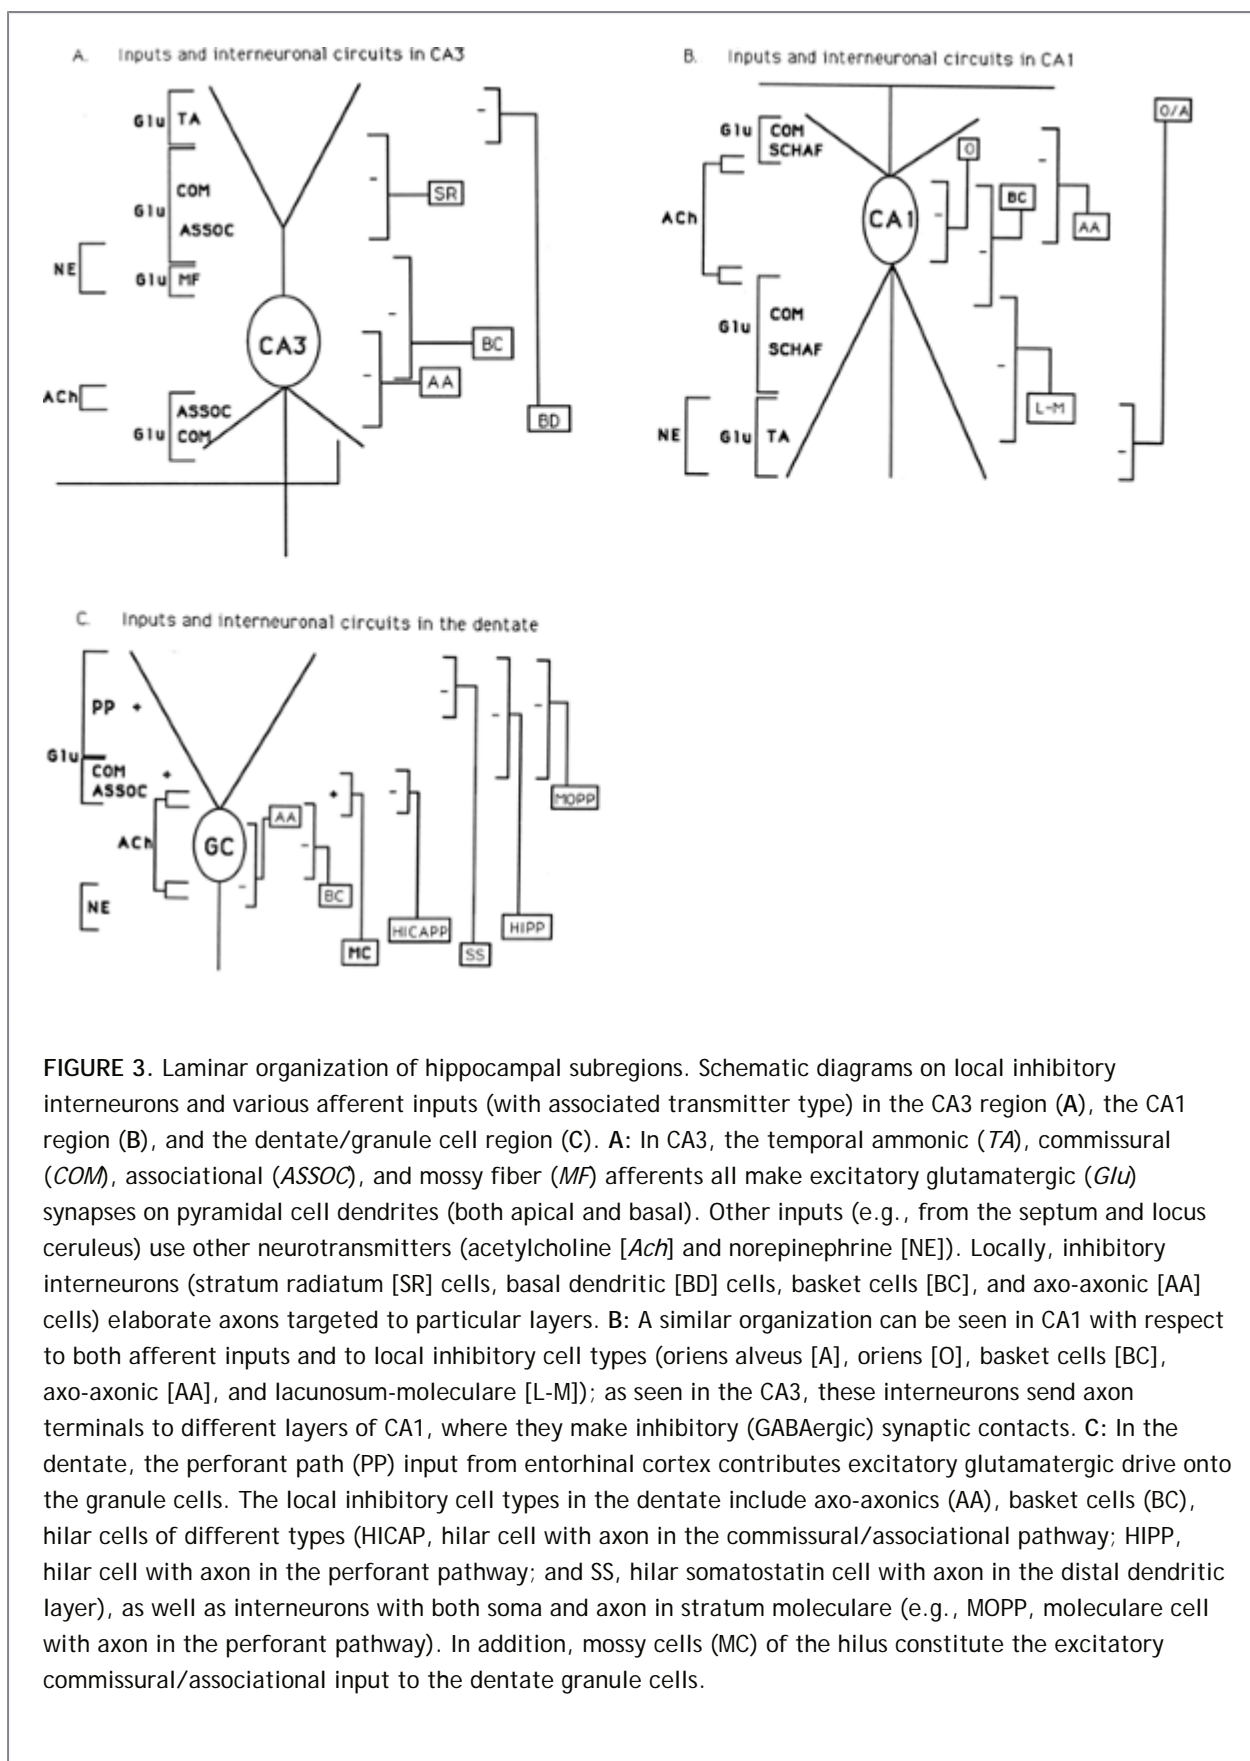 A. Inputs and interneuronal circuits in CA3
Glu TA
COM
Glu
ASSOC
NE
Glu MF
CA3
ACh
ASSOC
Glu COM
-
-
SR
-
BC
-
AA
BD
B. Inputs and interneuronal circuits in CA1
Glu COM
SCHAF
ACh
CA1
COM
Glu
SCHAF
NE Glu TA
O
-
BC
-
-
AA
-
L-M
O/A
-
C. Inputs and interneuronal circuits in the dentate
PP +
Glu
COM +
ASSOC
ACh
GC
NE
AA
-
-
BC
+
MC
-
HICAPP
-
SS
-
HIPP
-
MOPP
FIGURE 3. Laminar organization of hippocampal subregions. Schematic diagrams on local inhibitory
interneurons and various afferent inputs (with associated transmitter type) in the CA3 region (A), the CA1
region (B), and the dentate/granule cell region (C). A: In CA3, the temporal ammonic (TA), commissural
(COM), associational (ASSOC), and mossy fiber (MF) afferents all make excitatory glutamatergic (Glu)
synapses on pyramidal cell dendrites (both apical and basal). Other inputs (e.g., from the septum and locus
ceruleus) use other neurotransmitters (acetylcholine [Ach] and norepinephrine [NE]). Locally, inhibitory
interneurons (stratum radiatum [SR] cells, basal dendritic [BD] cells, basket cells [BC], and axo-axonic [AA]
cells) elaborate axons targeted to particular layers. B: A similar organization can be seen in CA1 with respect
to both afferent inputs and to local inhibitory cell types (oriens alveus [A], oriens [O], basket cells [BC],
axo-axonic [AA], and lacunosum-moleculare [L-M]); as seen in the CA3, these interneurons send axon
terminals to different layers of CA1, where they make inhibitory (GABAergic) synaptic contacts. C: In the
dentate, the perforant path (PP) input from entorhinal cortex contributes excitatory glutamatergic drive onto
the granule cells. The local inhibitory cell types in the dentate include axo-axonics (AA), basket cells (BC),
hilar cells of different types (HICAP, hilar cell with axon in the commissural/associational pathway; HIPP,
hilar cell with axon in the perforant pathway; and SS, hilar somatostatin cell with axon in the distal dendritic
layer), as well as interneurons with both soma and axon in stratum moleculare (e.g., MOPP, moleculare cell
with axon in the perforant pathway). In addition, mossy cells (MC) of the hilus constitute the excitatory
commissural/associational input to the dentate granule cells.